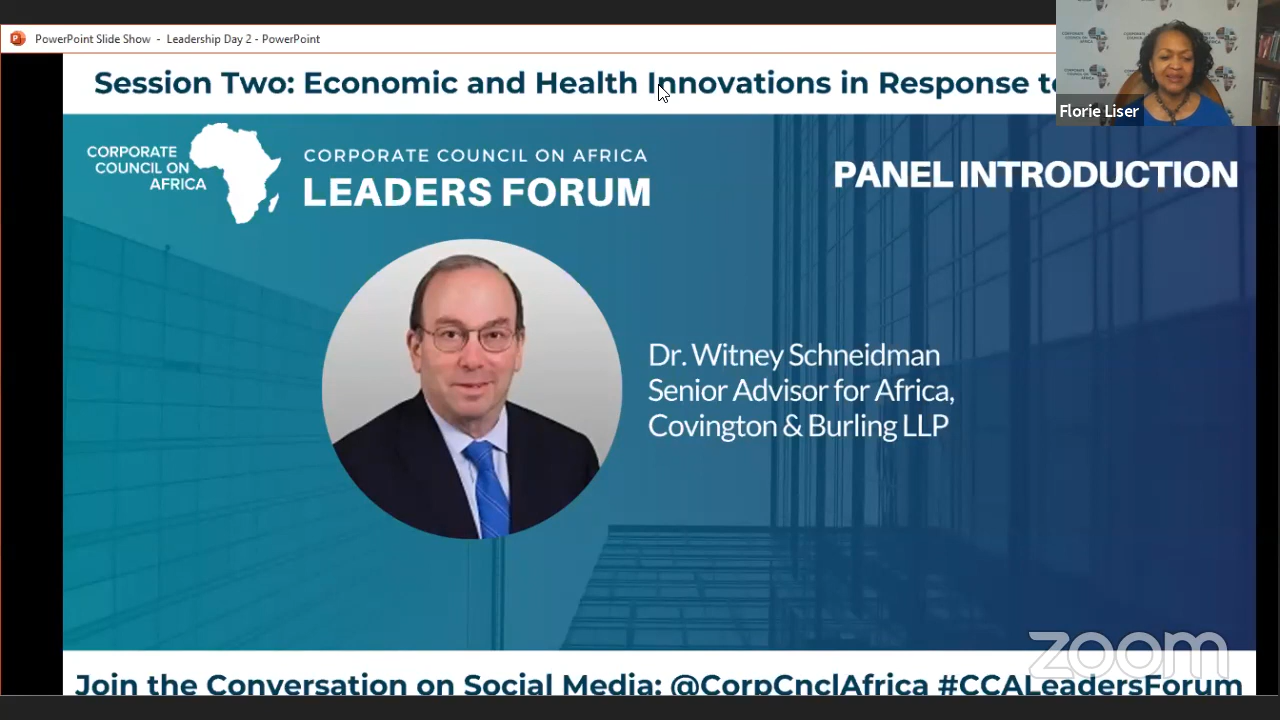 PowerPoint Slide Show - Leadership Day 2 - PowerPoint
Session Two: Economic and Health Innovations in Response to
Florie Liser
CORPORATE
COUNCIL ON
AFRICA
CORPORATE COUNCIL ON AFRICA
LEADERS FORUM
PANEL INTRODUCTION
Dr. Witney Schneidman
Senior Advisor for Africa,
Covington & Burling LLP
zoom
Join the Conversation on Social Media: @CorpCnclAfrica #CCALeadersForum